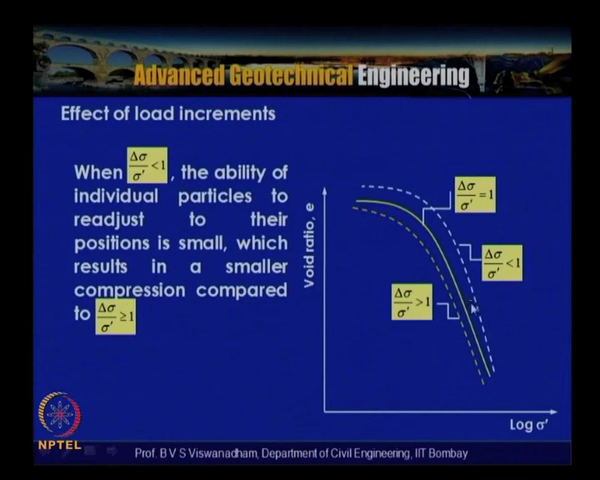 Advanced Geotechnical Engineering
Effect of load increments
When Δσ/σ′ <1 , the ability of
individual particles to
readjust to their
positions is small, which
results in a smaller
compression compared
to Δσ/σ′ ≥1
Void ratio, e
Δσ/σ′ =1
Δσ/σ′ <1
Δσ/σ′ >1
Log σ′
NPTEL
Prof. B V S Viswanadham, Department of Civil Engineering, IIT Bombay